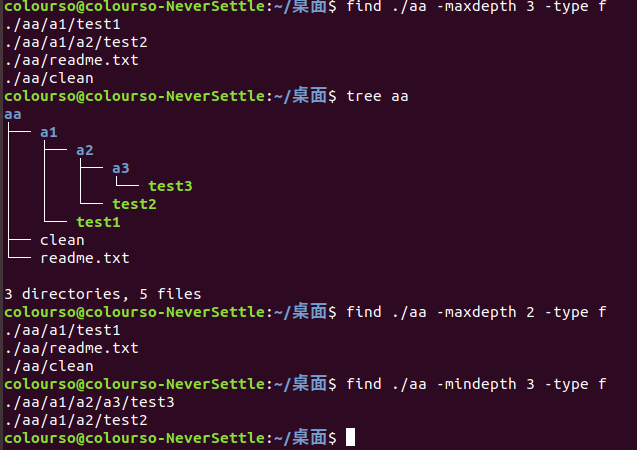 colourso@colourso-NeverSettle:~/桌面$ find ./aa -maxdepth 3 -type f
./aa/a1/test1
./aa/a1/a2/test2
./aa/readme.txt
./aa/clean
colourso@colourso-NeverSettle:~/桌面$ tree aa
aa
├── a1
│   ├── a2
│   │   ├── a3
│   │   │   └── test3
│   │   └── test2
│   └── test1
├── clean
└── readme.txt

3 directories, 5 files
colourso@colourso-NeverSettle:~/桌面$ find ./aa -maxdepth 2 -type f
./aa/a1/test1
./aa/readme.txt
./aa/clean
colourso@colourso-NeverSettle:~/桌面$ find ./aa -mindepth 3 -type f
./aa/a1/a2/a3/test3
./aa/a1/a2/test2
colourso@colourso-NeverSettle:~/桌面$